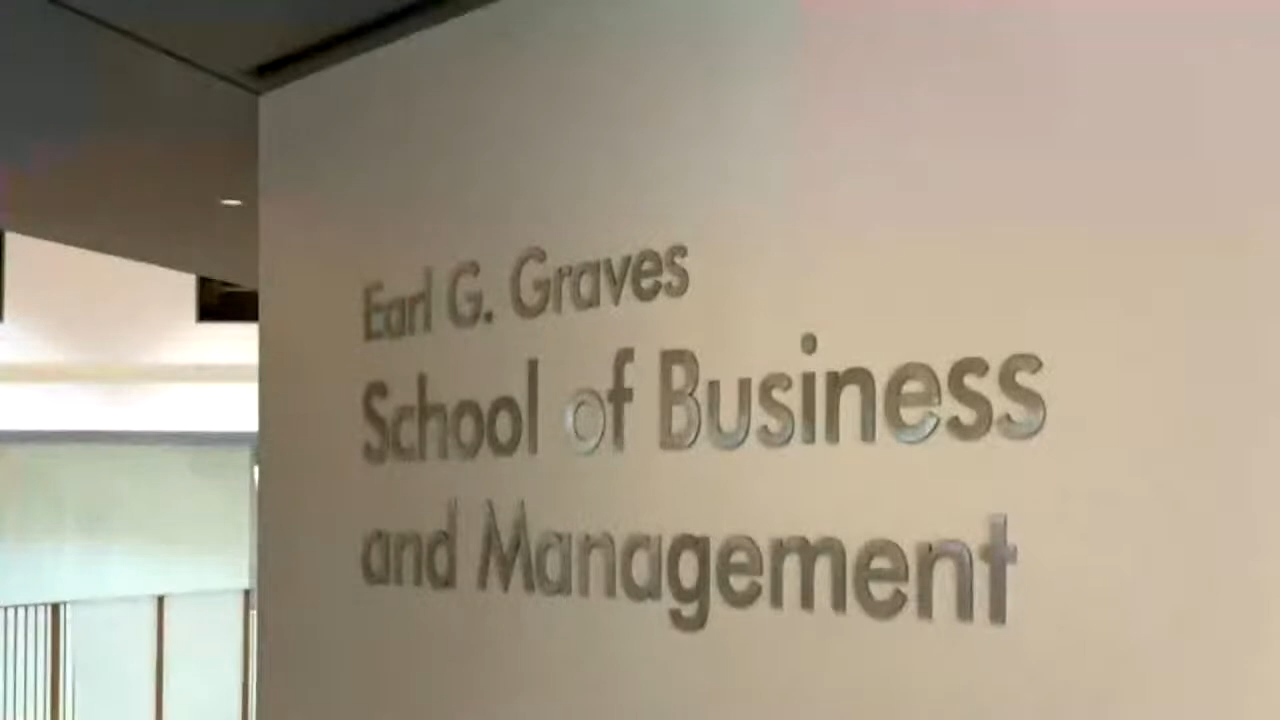 Earl G. Graves
School of Business
and Management